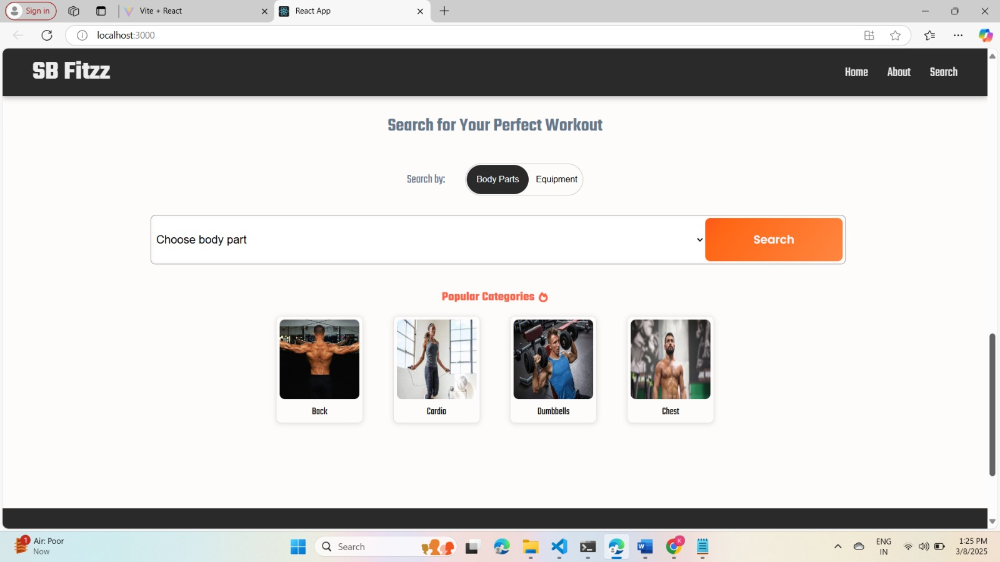 Sign in
Vite + React
React App
localhost:3000
SB Fitzz
Home About Search
Search for Your Perfect Workout
Search by:
Body Parts Equipment
Choose body part
Search
Popular Categories
Back
Cardio
Dumbbells
Chest
1
Air: Poor
Now
Search
K
ENG
IN
1:25 PM
3/8/2025